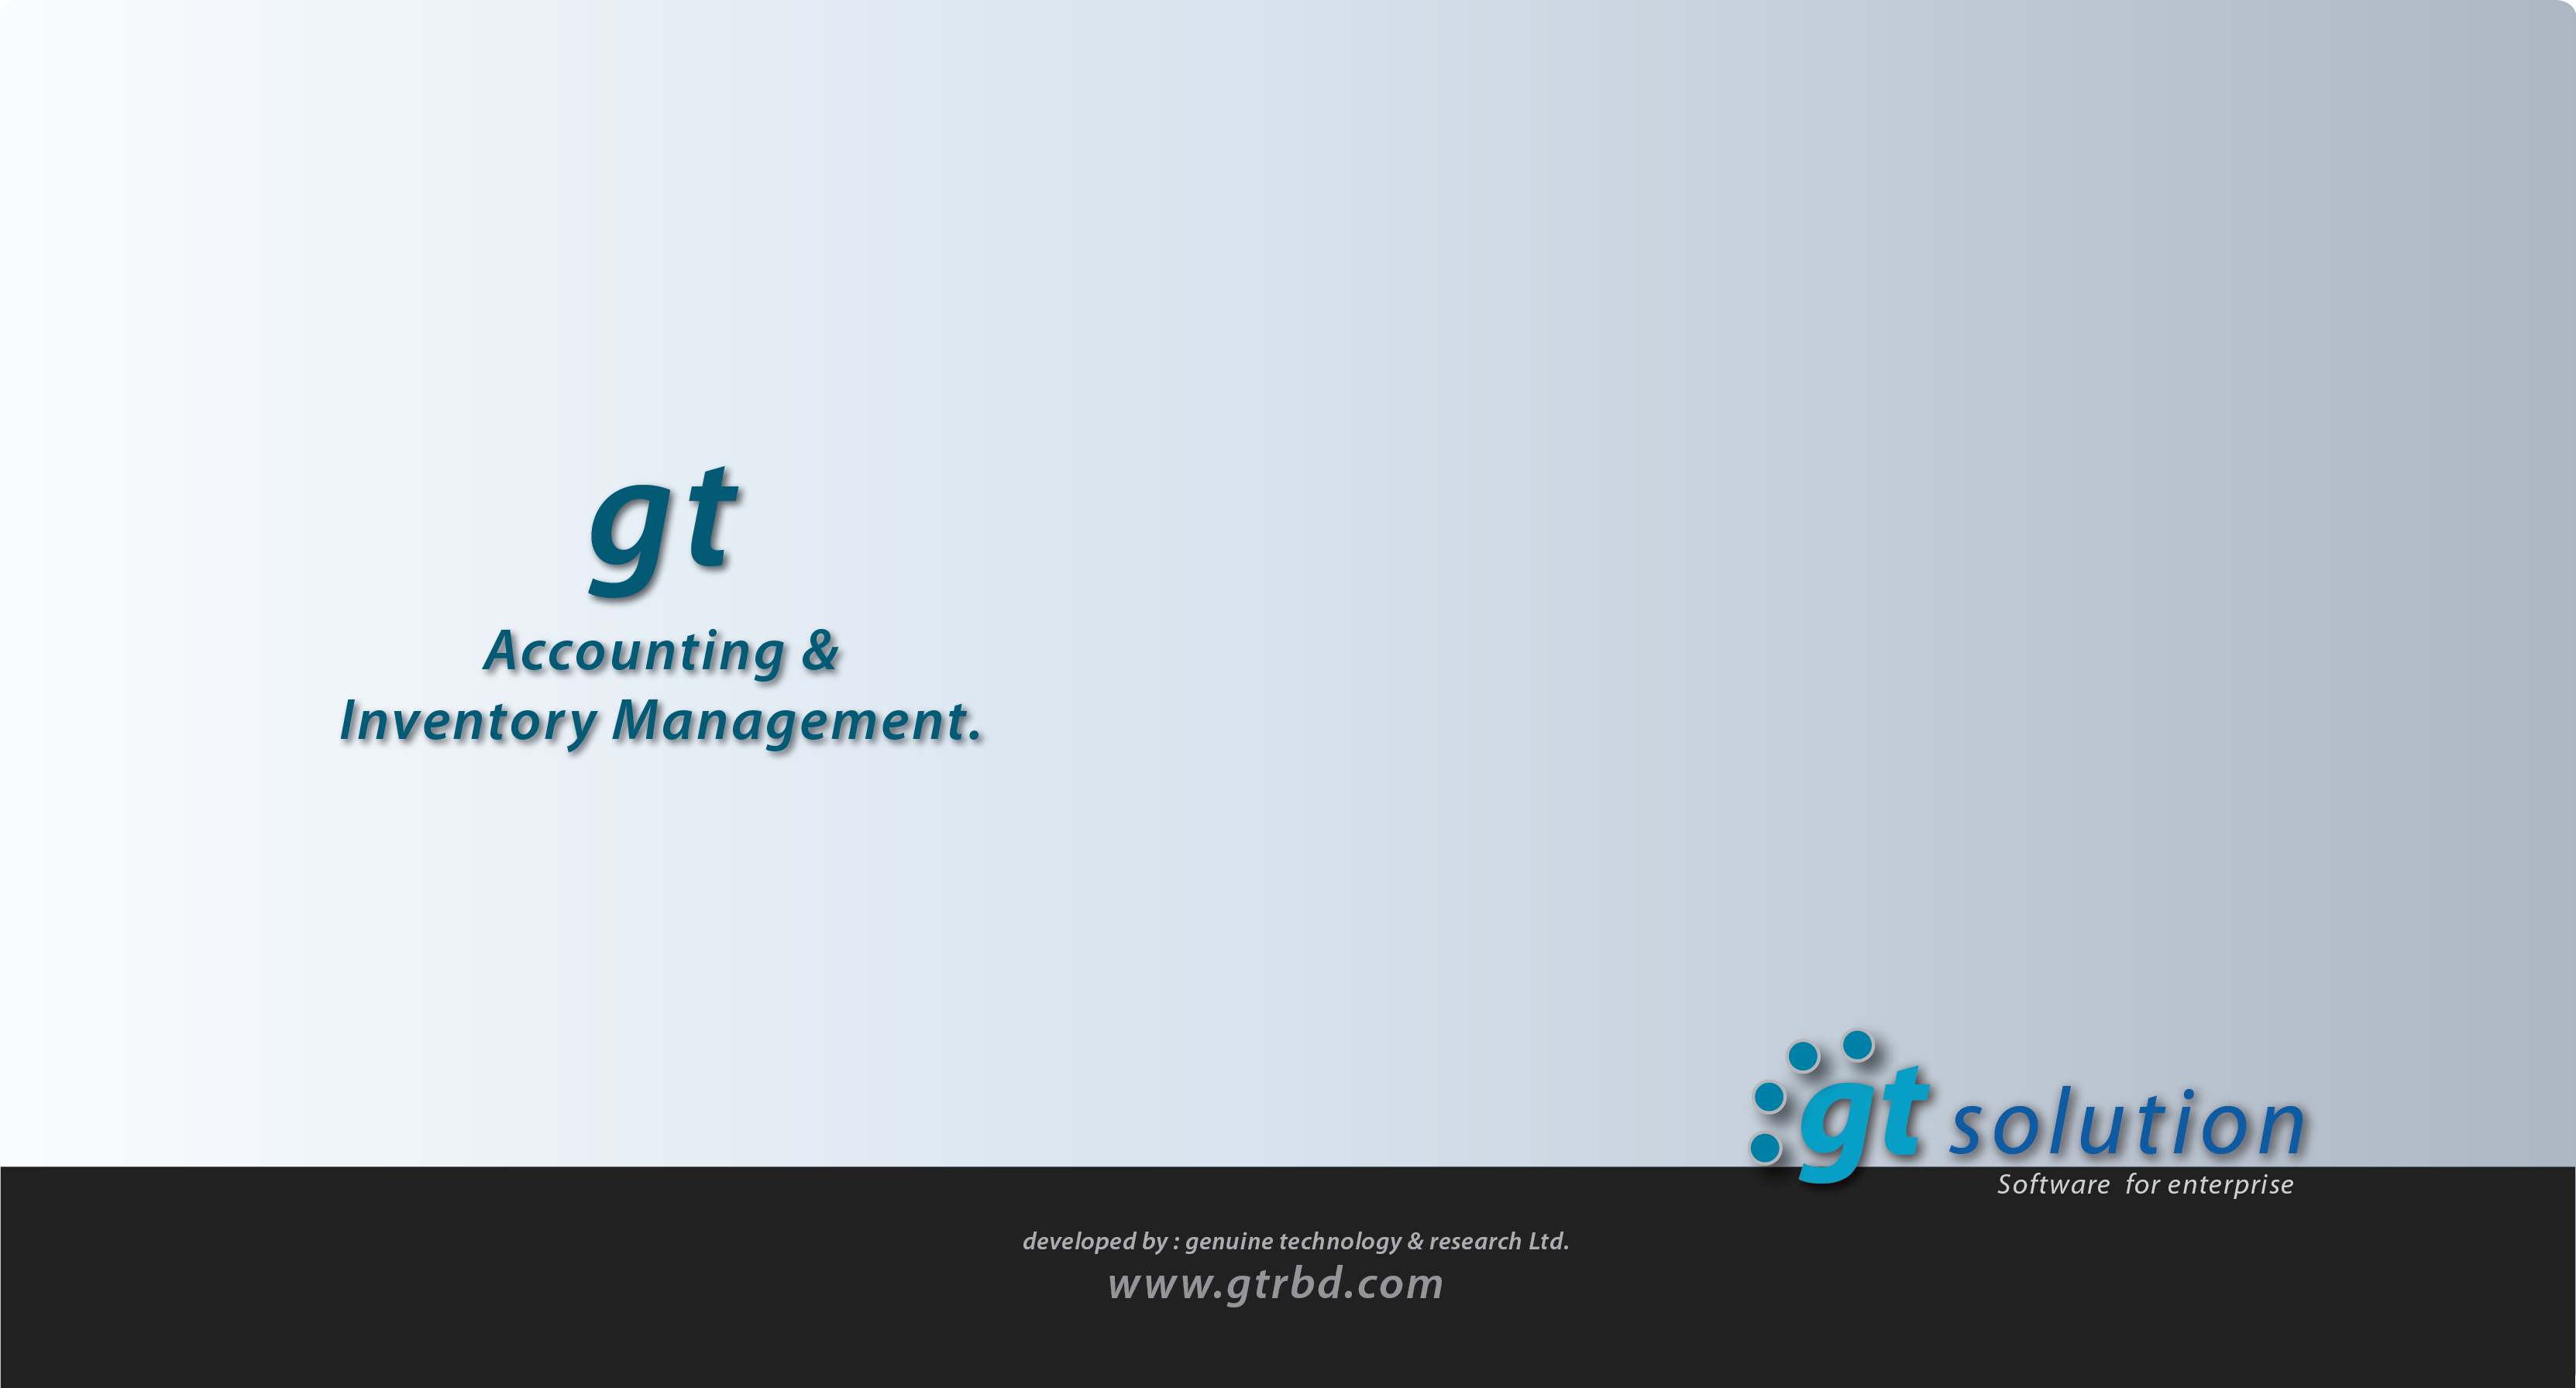 gt
Accounting &
Inventory Management.
gt solution
Software for enterprise
developed by : genuine technology & research Ltd.
www.gtrbd.com